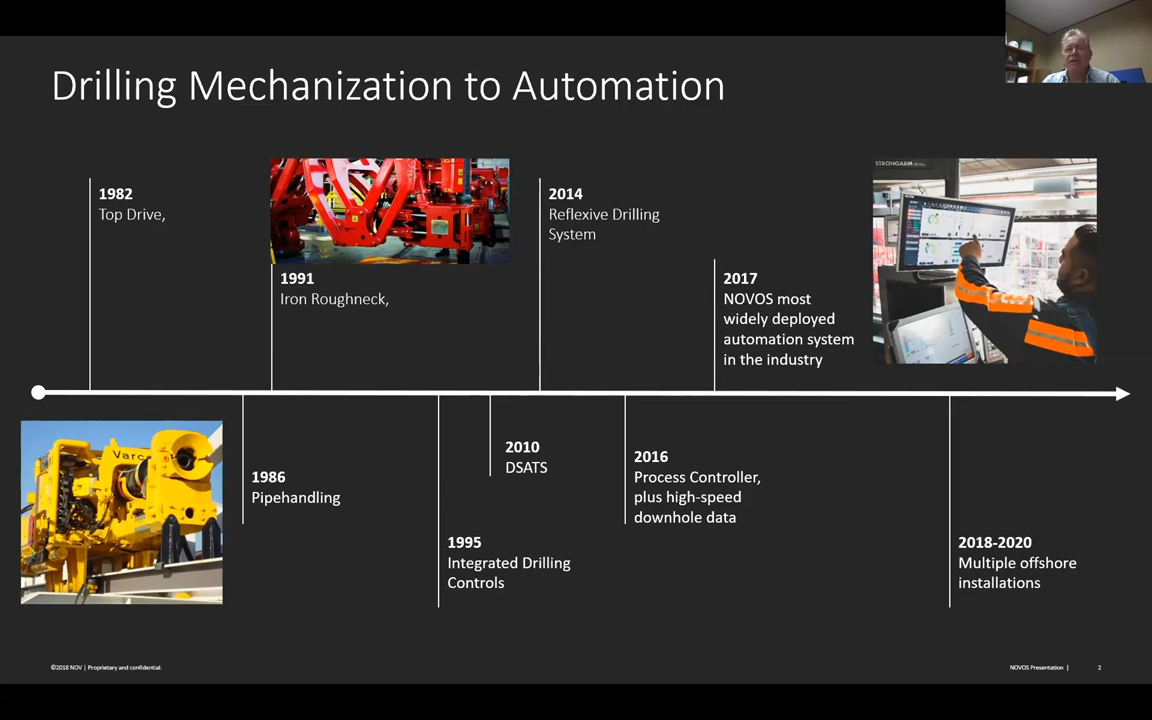 Drilling Mechanization to Automation
1982
Top Drive,
1991
Iron Roughneck,
2014
Reflexive Drilling
System
2017
NOVOS most
widely deployed
automation system
in the industry
STRONGARM
Varco
1986
Pipehandling
1995
Integrated Drilling
Controls
2010
DSATS
2016
Process Controller,
plus high-speed
downhole data
2018-2020
Multiple offshore
installations
©2018 NOV | Proprietary and confidential.
NOVOS Presentation |
2